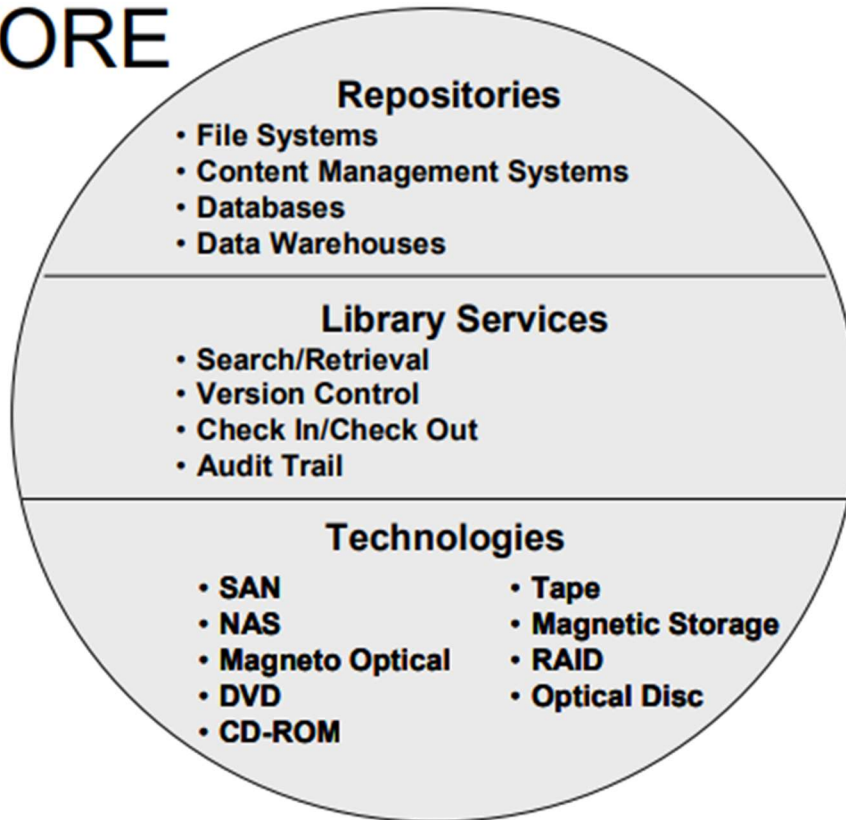 ORE
Repositories
• File Systems
• Content Management Systems
• Databases
• Data Warehouses
Library Services
• Search/Retrieval
• Version Control
• Check In/Check Out
• Audit Trail
Technologies
• SAN
• NAS
• Magneto Optical
• DVD
• CD-ROM
• Tape
• Magnetic Storage
• RAID
• Optical Disc